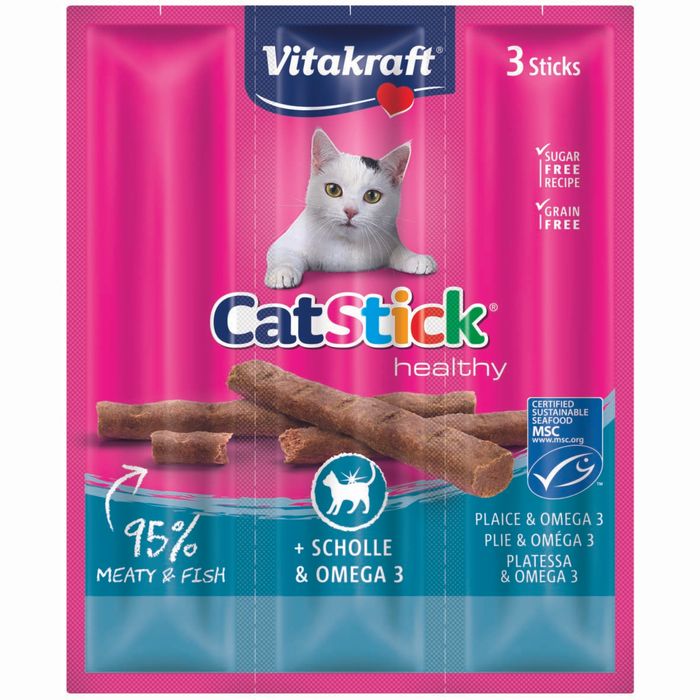 Vitakraft®
3 Sticks
SUGAR
FREE
RECIPE
GRAIN
FREE
CatStick®
healthy
CERTIFIED
SUSTAINABLE
SEAFOOD
MSC
www.msc.org
™
95%
MEATY & FISH
+ SCHOLLE
& OMEGA 3
PLAICE & OMEGA 3
PLIE & OMÉGA 3
PLATESSA
& OMEGA 3